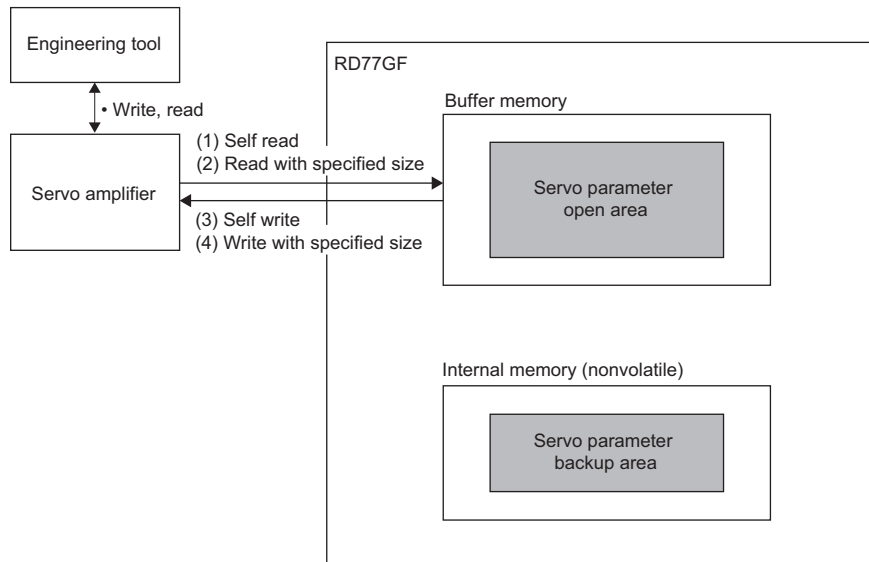 Engineering tool
• Write, read
Servo amplifier
RD77GF
(1) Self read
(2) Read with specified size
(3) Self write
(4) Write with specified size
Buffer memory
Servo parameter
open area
Internal memory (nonvolatile)
Servo parameter
backup area